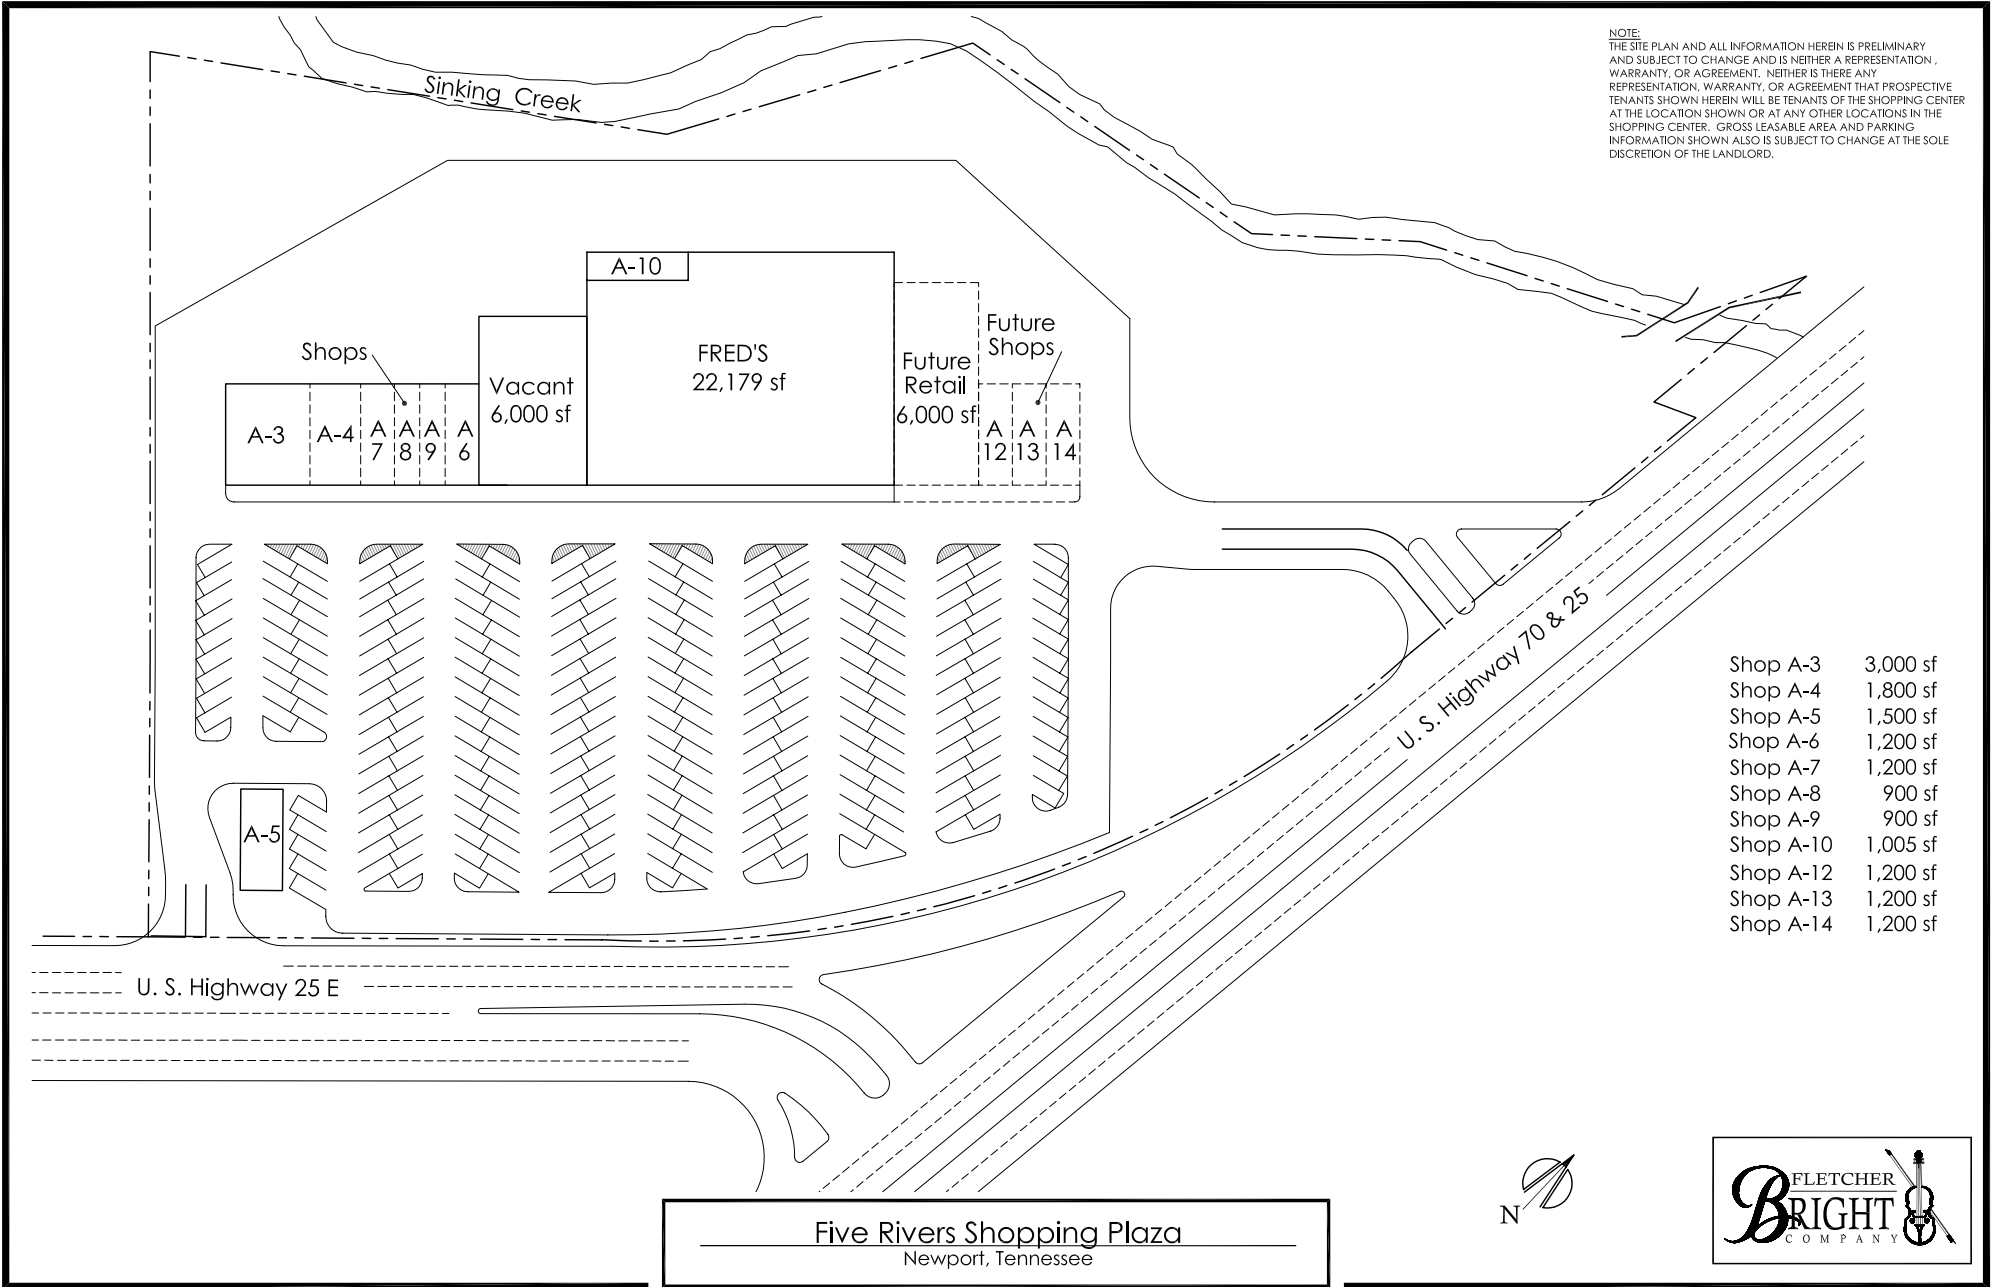 NOTE:
THE SITE PLAN AND ALL INFORMATION HEREIN IS PRELIMINARY
AND SUBJECT TO CHANGE AND IS NEITHER A REPRESENTATION ,
WARRANTY, OR AGREEMENT.  NEITHER IS THERE ANY
REPRESENTATION, WARRANTY, OR AGREEMENT THAT PROSPECTIVE
TENANTS SHOWN HEREIN WILL BE TENANTS OF THE SHOPPING CENTER
AT THE LOCATION SHOWN OR AT ANY OTHER LOCATIONS IN THE
SHOPPING CENTER.  GROSS LEASABLE AREA AND PARKING
INFORMATION SHOWN ALSO IS SUBJECT TO CHANGE AT THE SOLE
DISCRETION OF THE LANDLORD.
Sinking Creek
A-10
Shops
FRED'S
22,179 sf
Vacant
6,000 sf
Future
Retail
6,000 sf
Future
Shops
A-3
A-4
A
7
A
8
A
9
A
6
A
12
A
13
A
14
A-5
U. S. Highway 70 & 25
U. S. Highway 25 E
Shop A-3 3,000 sf
Shop A-4 1,800 sf
Shop A-5 1,500 sf
Shop A-6 1,200 sf
Shop A-7 1,200 sf
Shop A-8 900 sf
Shop A-9 900 sf
Shop A-10 1,005 sf
Shop A-12 1,200 sf
Shop A-13 1,200 sf
Shop A-14 1,200 sf
N
Five Rivers Shopping Plaza
Newport, Tennessee
FLETCHER
BRIGHT
COMPANY